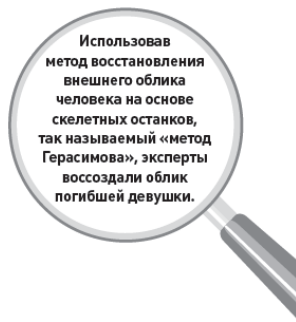 Использовав
метод восстановления
внешнего облика
человека на основе
скелетных останков,
так называемый «метод
Герасимова», эксперты
воссоздали облик
погибшей девушки.